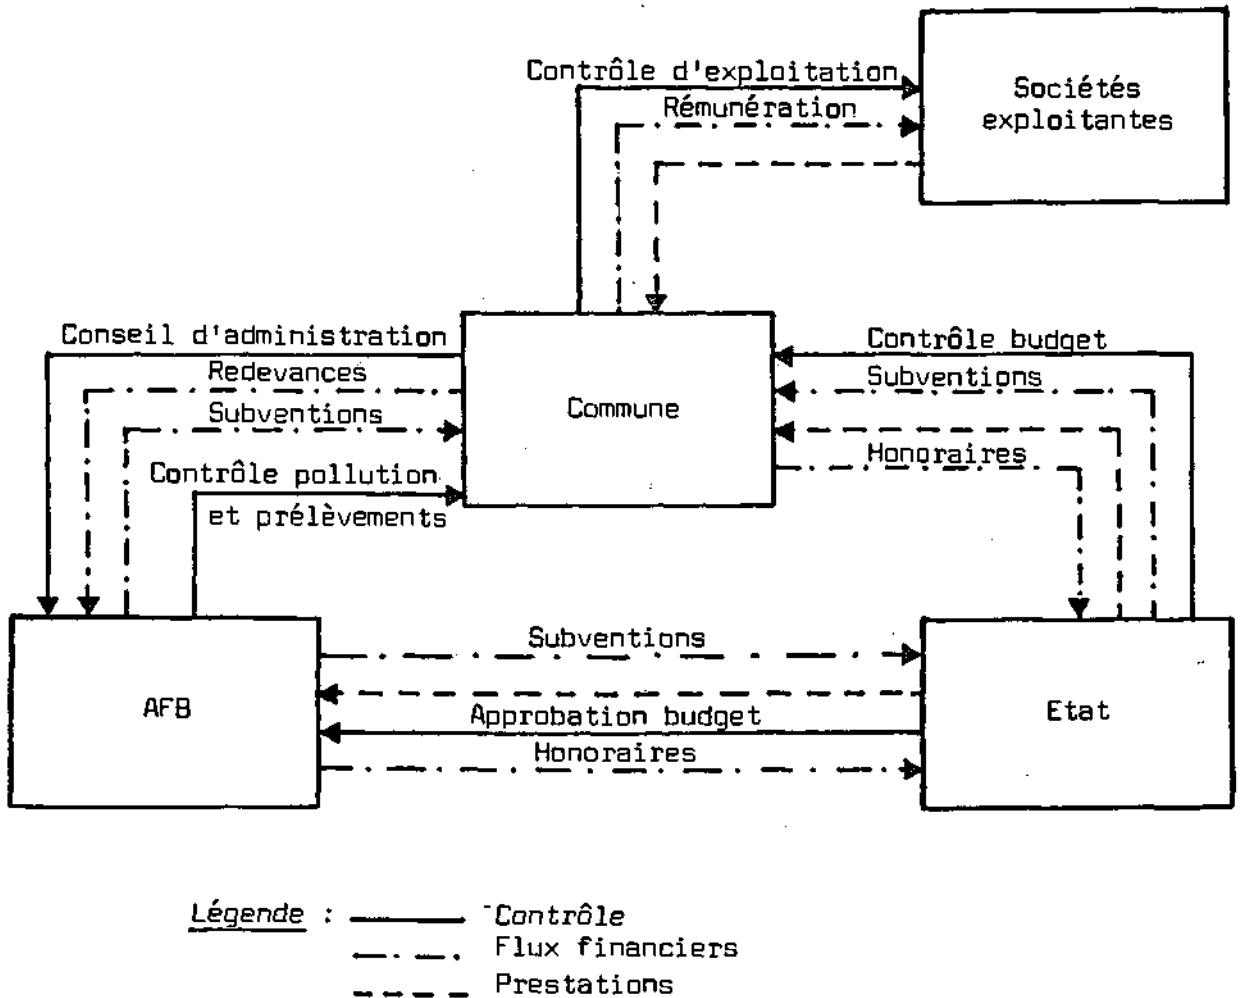 Contrôle d'exploitation
Rémunération
Sociétés
exploitantes
Conseil d'administration
Redevances
Subventions
Contrôle pollution
et prélèvements
Commune
Contrôle budget
Subventions
Honoraires
AFB
Subventions
Approbation budget
Honoraires
Etat
Légende : Contrôle
Flux financiers
Prestations